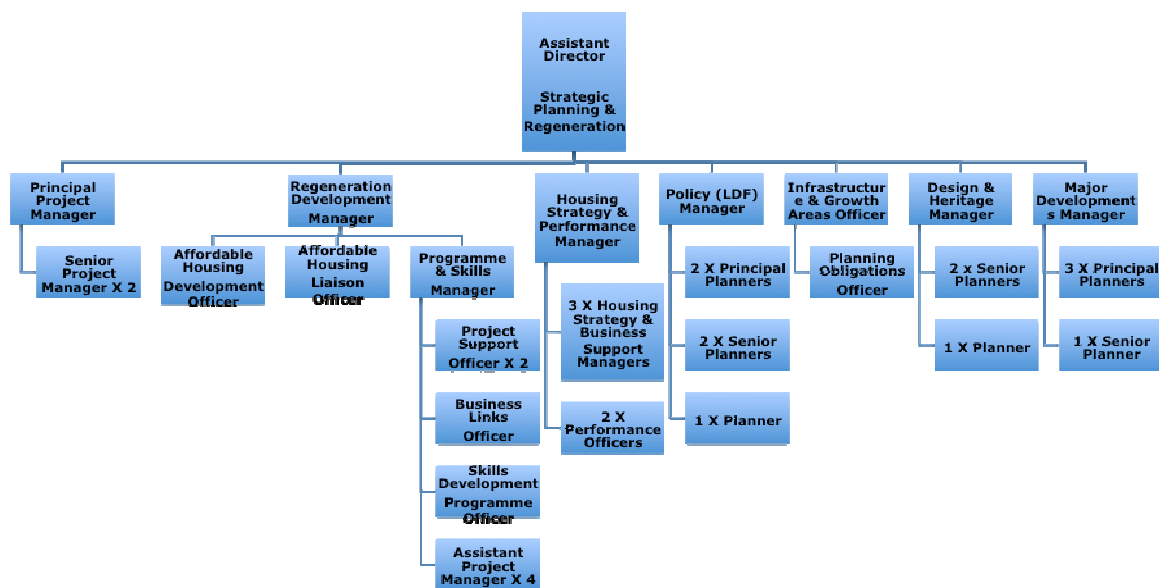 Assistant
Director
Strategic
Planning &
Regeneration
Principal
Project
Manager
Senior
Project
Manager X 2
Regeneration
Development
Manager
Affordable
Housing
Development
Officer
Affordable
Housing
Liaison
Officer
Programme
& Skills
Manager
Project
Support
Officer X 2
Business
Links
Officer
Skills
Development
Programme
Officer
Assistant
Project
Manager X 4
Housing
Strategy &
Performance
Manager
3 X Housing
Strategy &
Business
Support
Managers
2 X
Performance
Officers
Policy (LDF)
Manager
2 X Principal
Planners
2 X Senior
Planners
1 X Planner
Infrastructur
e & Growth
Areas Officer
Planning
Obligations
Officer
Design &
Heritage
Manager
2 x Senior
Planners
1 X Planner
Major
Development
s Manager
3 X Principal
Planners
1 X Senior
Planner